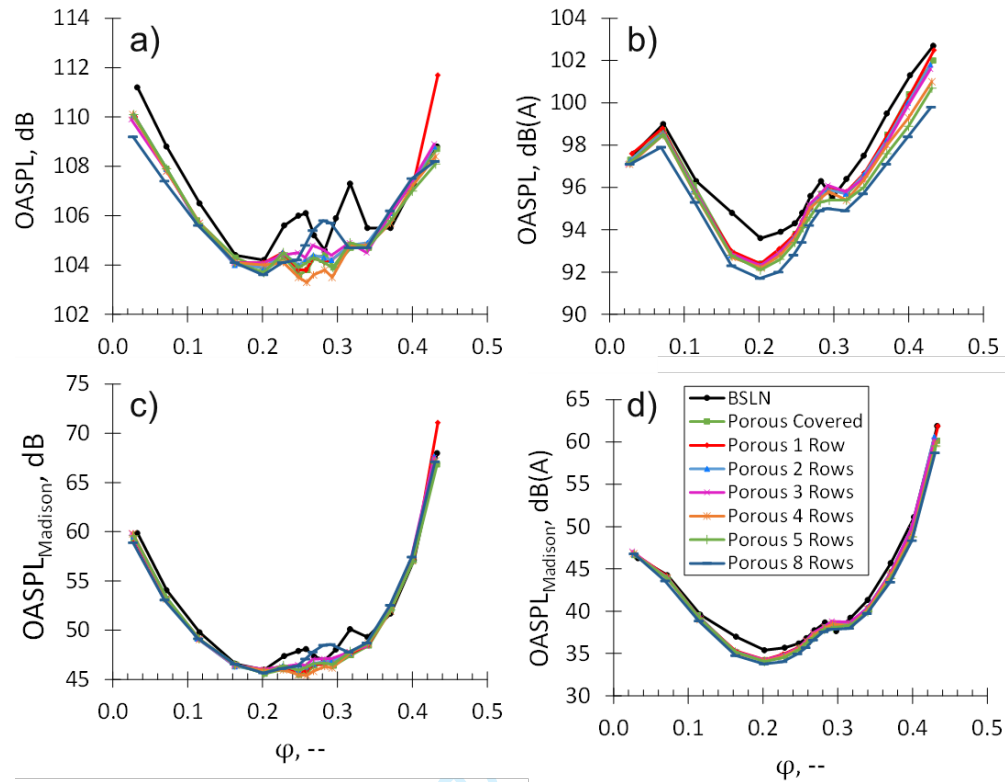 a)
OASPL, dB
114
112
110
108
106
104
102
0.0 0.1 0.2 0.3 0.4 0.5
b)
OASPL, dB(A)
104
102
100
98
96
94
92
90
0.0 0.1 0.2 0.3 0.4 0.5
c)
OASPLMadison, dB
75
70
65
60
55
50
45
0.0 0.1 0.2 0.3 0.4 0.5
φ, --
d)
OASPLMadison, dB(A)
65
60
55
50
45
40
35
30
BSLN
Porous Covered
Porous 1 Row
Porous 2 Rows
Porous 3 Rows
Porous 4 Rows
Porous 5 Rows
Porous 8 Rows
0.0 0.1 0.2 0.3 0.4 0.5
φ, --